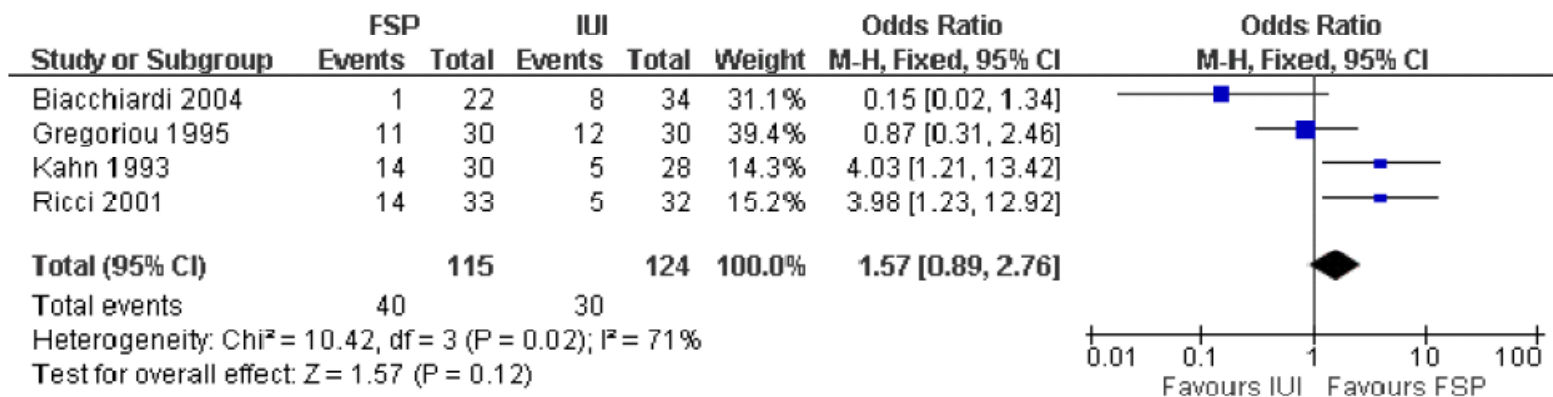 FSP IUI Odds Ratio Odds Ratio
Study or Subgroup Events Total Events Total Weight M-H, Fixed, 95% CI M-H, Fixed, 95% CI
Biacchiardi 2004 1 22 8 34 31.1% 0.15 [0.02, 1.34]
Gregoriou 1995 11 30 12 30 39.4% 0.87 [0.31, 2.46]
Kahn 1993 14 30 5 28 14.3% 4.03 [1.21, 13.42]
Ricci 2001 14 33 5 32 15.2% 3.98 [1.23, 12.92]
Total (95% CI) 115 124 100.0% 1.57 [0.89, 2.76]
Total events 40 30
Heterogeneity: Chi² = 10.42, df = 3 (P = 0.02); I² = 71%
Test for overall effect: Z = 1.57 (P = 0.12)
0.01 0.1 1 10 100
Favours IUI Favours FSP